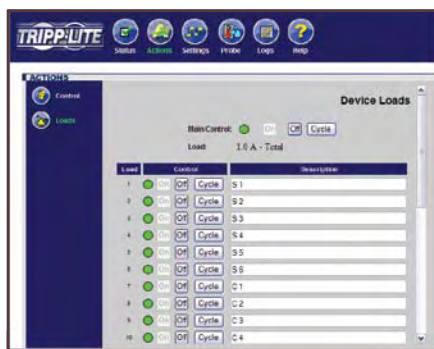 TRIPP·LITE
Status Actions Settings Probe Logs Help
ACTIONS
Control
Loads
Device Loads
Main Control: On Off Cycle
Load: 1.0 A - Total
Load Control Description
1 On Off Cycle S 1
2 On Off Cycle S 2
3 On Off Cycle S 3
4 On Off Cycle S 4
5 On Off Cycle S 5
6 On Off Cycle S 6
7 On Off Cycle C 1
8 On Off Cycle C 2
9 On Off Cycle C 3
10 On Off Cycle C 4